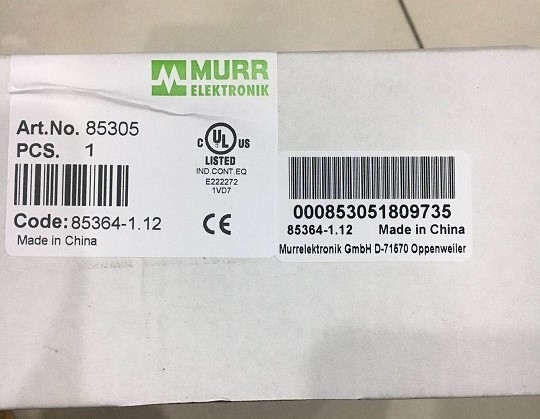 MURR
ELEKTRONIK
Art.No. 85305
PCS. 1
C UL US
LISTED
IND.CONT.EQ
E222272
1VD7
Code:85364-1.12
Made in China
CE
000853051809735
85364-1.12 Made in China
Murrelektronik GmbH D-71570 Oppenweiler